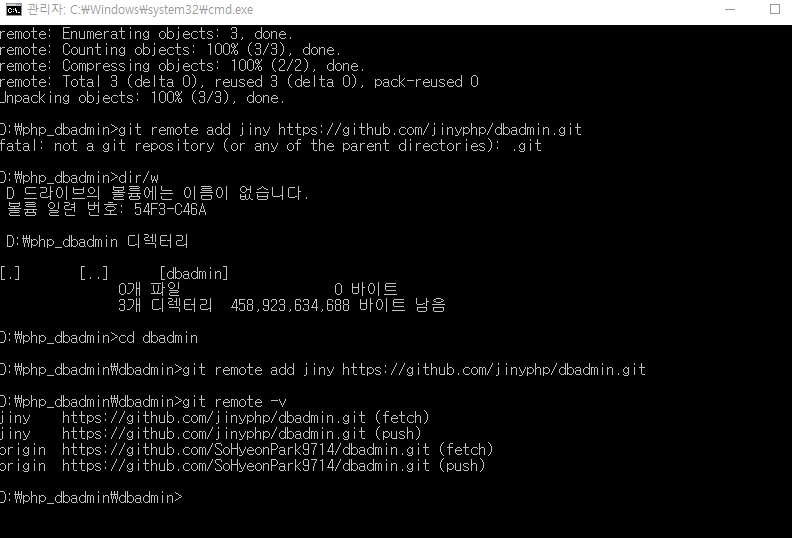 관리자: C:₩Windows₩system32₩cmd.exe
remote: Enumerating objects: 3, done.
remote: Counting objects: 100% (3/3), done.
remote: Compressing objects: 100% (2/2), done.
remote: Total 3 (delta 0), reused 3 (delta 0), pack-reused 0
Unpacking objects: 100% (3/3), done.
D:₩php_dbadmin>git remote add jiny https://github.com/jinyphp/dbadmin.git
fatal: not a git repository (or any of the parent directories): .git
D:₩php_dbadmin>dir/w
D 드라이브의 볼륨에는 이름이 없습니다.
볼륨 일련 번호: 54F3-C46A
D:₩php_dbadmin 디렉터리
[.] [..] [dbadmin]
0개 파일 0 바이트
3개 디렉터리 458,923,634,688 바이트 남음
D:₩php_dbadmin>cd dbadmin
D:₩php_dbadmin₩dbadmin>git remote add jiny https://github.com/jinyphp/dbadmin.git
D:₩php_dbadmin₩dbadmin>git remote -v
jiny https://github.com/jinyphp/dbadmin.git (fetch)
jiny https://github.com/jinyphp/dbadmin.git (push)
origin https://github.com/SoHyeonPark9714/dbadmin.git (fetch)
origin https://github.com/SoHyeonPark9714/dbadmin.git (push)
D:₩php_dbadmin₩dbadmin>